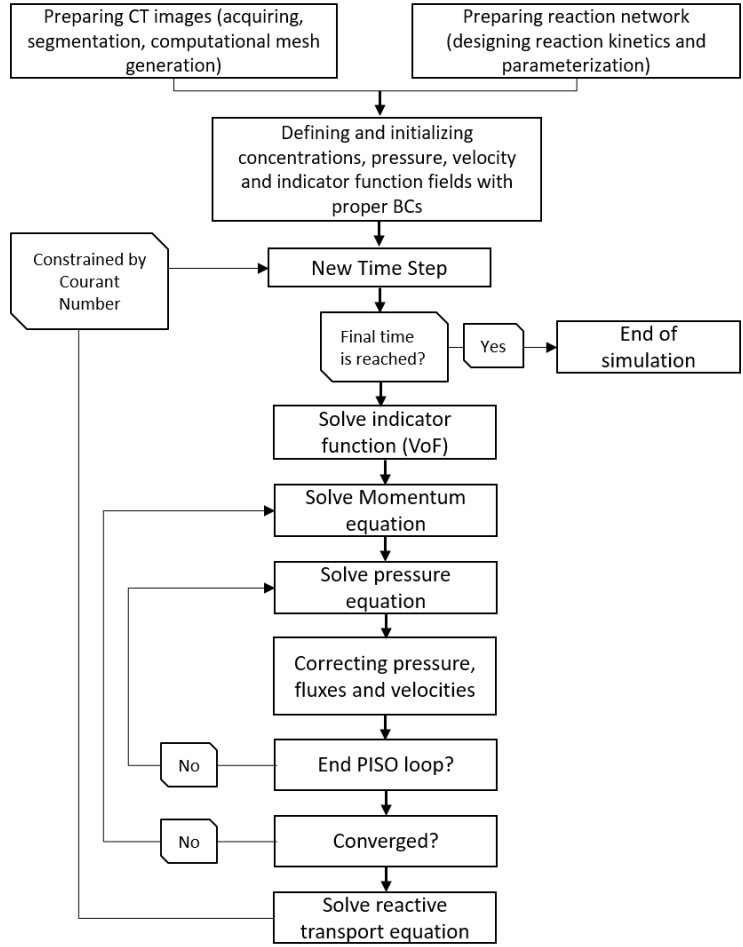 Preparing CT images (acquiring,
segmentation, computational mesh
generation)
Preparing reaction network
(designing reaction kinetics and
parameterization)
Defining and initializing
concentrations, pressure, velocity
and indicator function fields with
proper BCs
Constrained by
Courant
Number
New Time Step
Final time
is reached?
Yes
End of
simulation
Solve indicator
function (VoF)
Solve Momentum
equation
Solve pressure
equation
Correcting pressure,
fluxes and velocities
No
End PISO loop?
No
Converged?
Solve reactive
transport equation